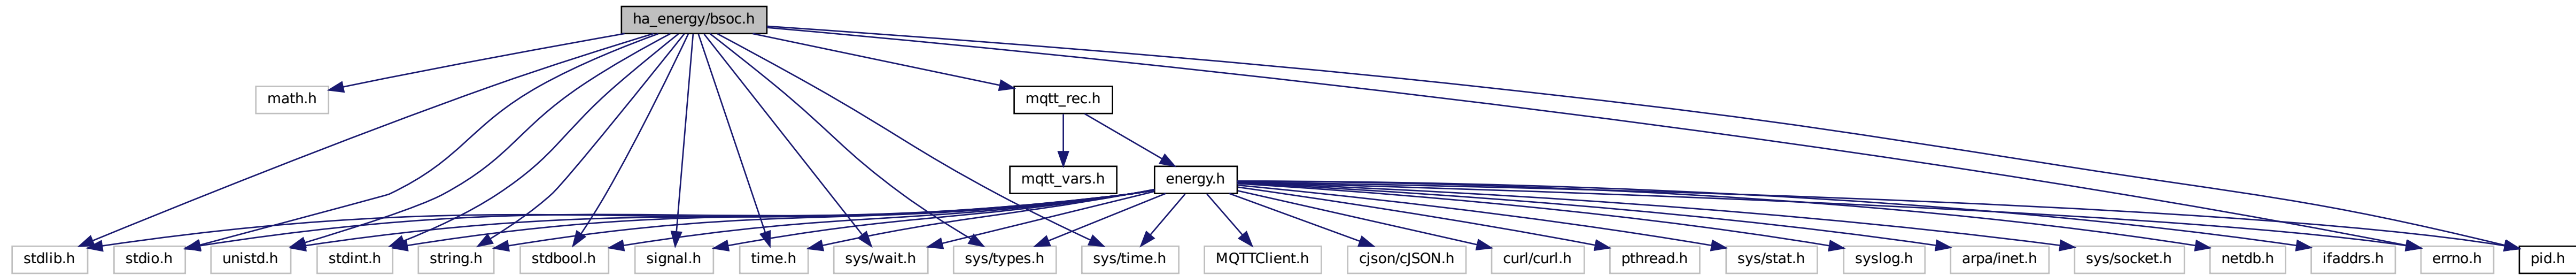 ha_energy/bsoc.h
math.h
mqtt_rec.h
mqtt_vars.h
energy.h
stdlib.h
stdio.h
unistd.h
stdint.h
string.h
stdbool.h
signal.h
time.h
sys/wait.h
sys/types.h
sys/time.h
MQTTClient.h
cjson/cJSON.h
curl/curl.h
pthread.h
sys/stat.h
syslog.h
arpa/inet.h
sys/socket.h
netdb.h
ifaddrs.h
errno.h
pid.h